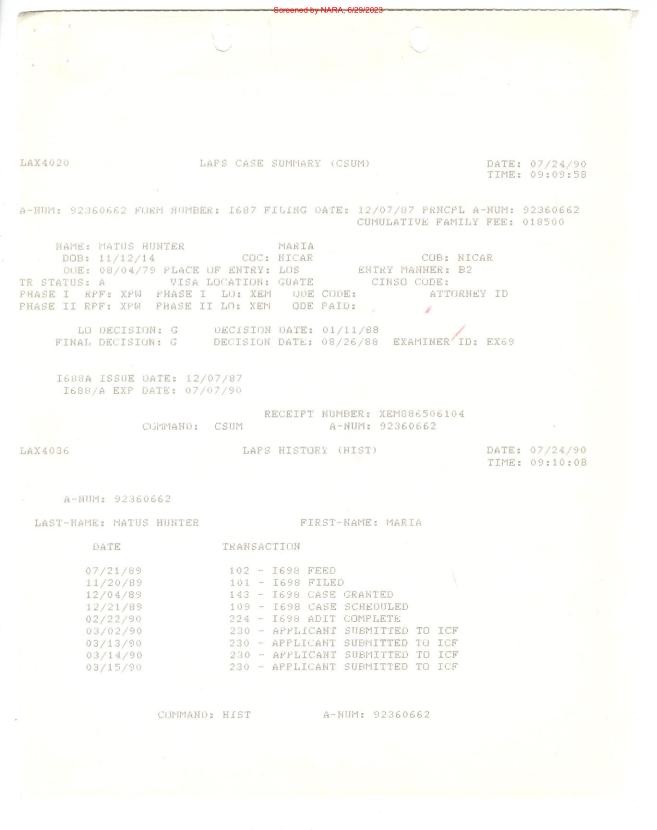 Screened by NARA, 6/29/2023
LAX4020 LAPS CASE SUMMARY (CSUM) DATE: 07/24/90
TIME: 09:09:58
A-NUM: 92360662 FORM NUMBER: I687 FILING DATE: 12/07/87 PRNCPL A-NUM: 92360662
CUMULATIVE FAMILY FEE: 018500
NAME: MATUS HUNTER MARIA
DOB: 11/12/14 COC: NICAR COB: NICAR
DOE: 08/04/79 PLACE OF ENTRY: LOS ENTRY MANNER: B2
TR STATUS: A VISA LOCATION: GUATE CINSO CODE:
PHASE I RPF: XPW PHASE I LO: XEM QDE CODE: ATTORNEY ID
PHASE II RPF: XPW PHASE II LO: XEM QDE PAID:
LO DECISION: G DECISION DATE: 01/11/88
FINAL DECISION: G DECISION DATE: 08/26/88 EXAMINER ID: EX69
I688A ISSUE DATE: 12/07/87
I688/A EXP DATE: 07/07/90
RECEIPT NUMBER: XEM886506104
COMMAND: CSUM A-NUM: 92360662
LAX4086 LAPS HISTORY (HIST) DATE: 07/24/90
TIME: 09:10:08
A-NUM: 92360662
LAST-NAME: MATUS HUNTER FIRST-NAME: MARIA
DATE TRANSACTION
07/21/89 102 - I698 FEED
11/20/89 101 - I698 FILED
12/04/89 143 - I698 CASE GRANTED
12/21/89 109 - I698 CASE SCHEDULED
02/22/90 224 - I698 ADIT COMPLETE
03/02/90 230 - APPLICANT SUBMITTED TO ICF
03/13/90 230 - APPLICANT SUBMITTED TO ICF
03/14/90 230 - APPLICANT SUBMITTED TO ICF
03/15/90 230 - APPLICANT SUBMITTED TO ICF
COMMAND: HIST A-NUM: 92360662